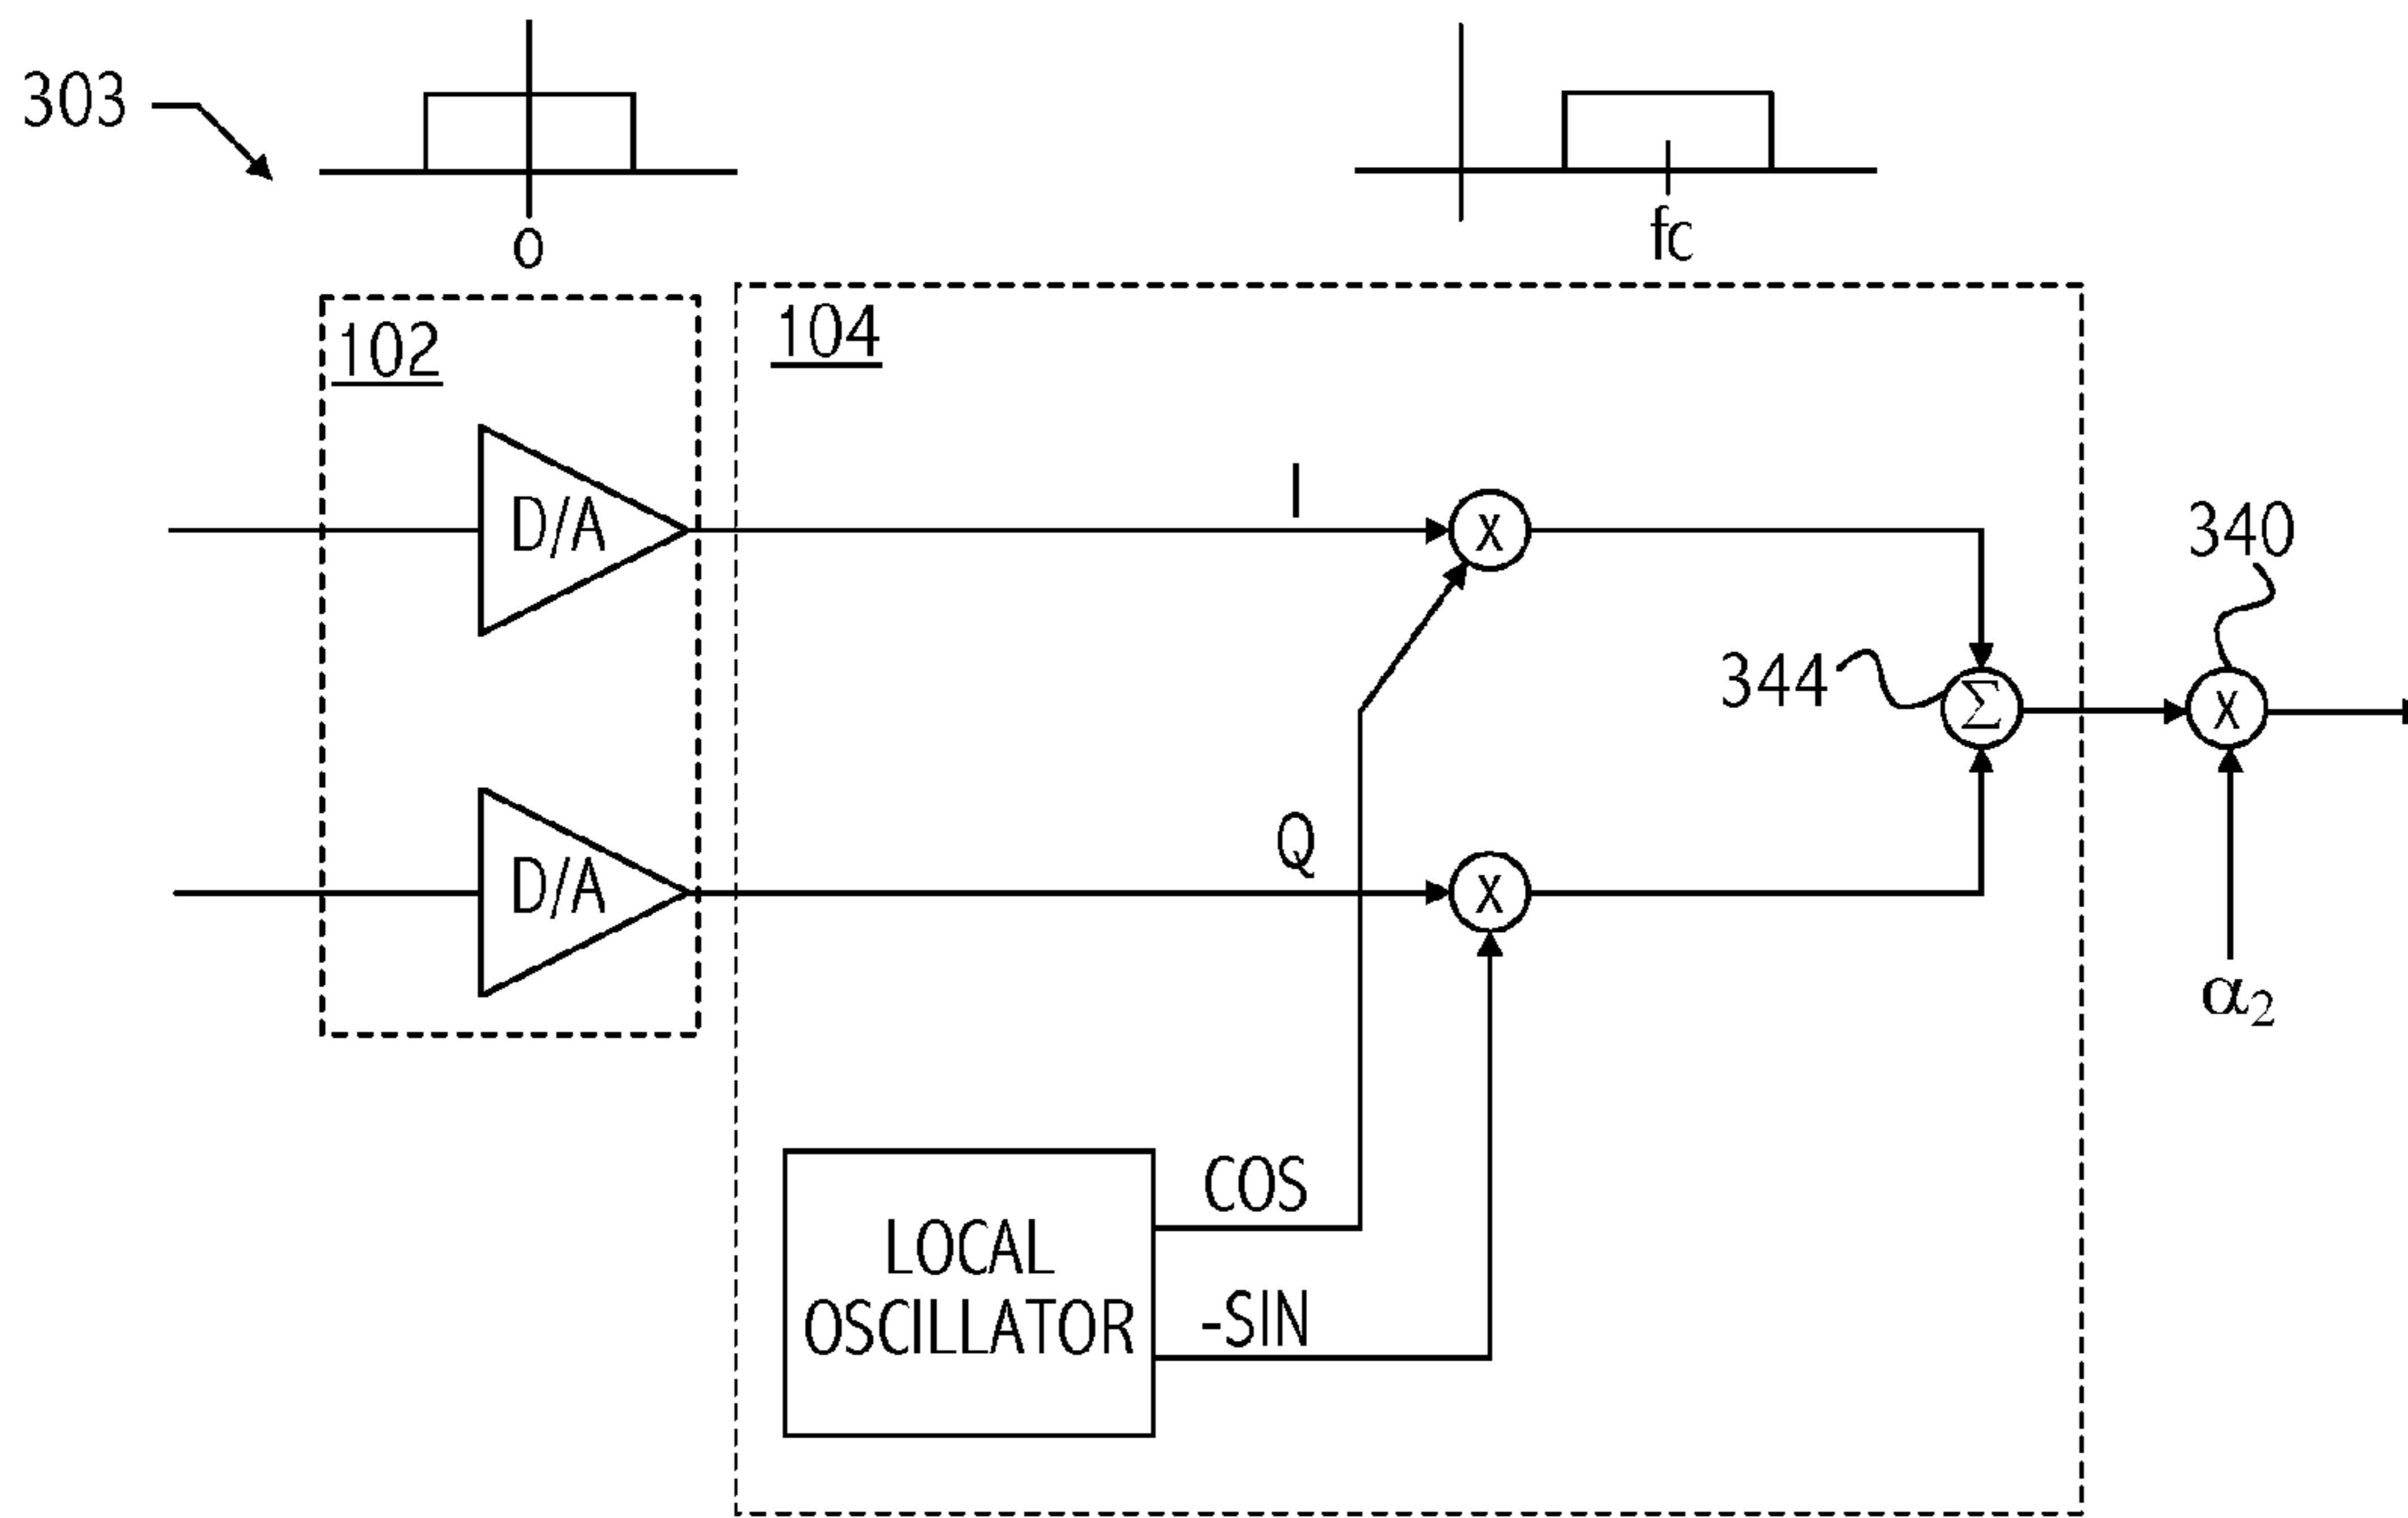 303
o
fc
102
104
D/A
I
X
340
344
Σ
X
Q
D/A
X
α2
COS
LOCAL
OSCILLATOR
-SIN